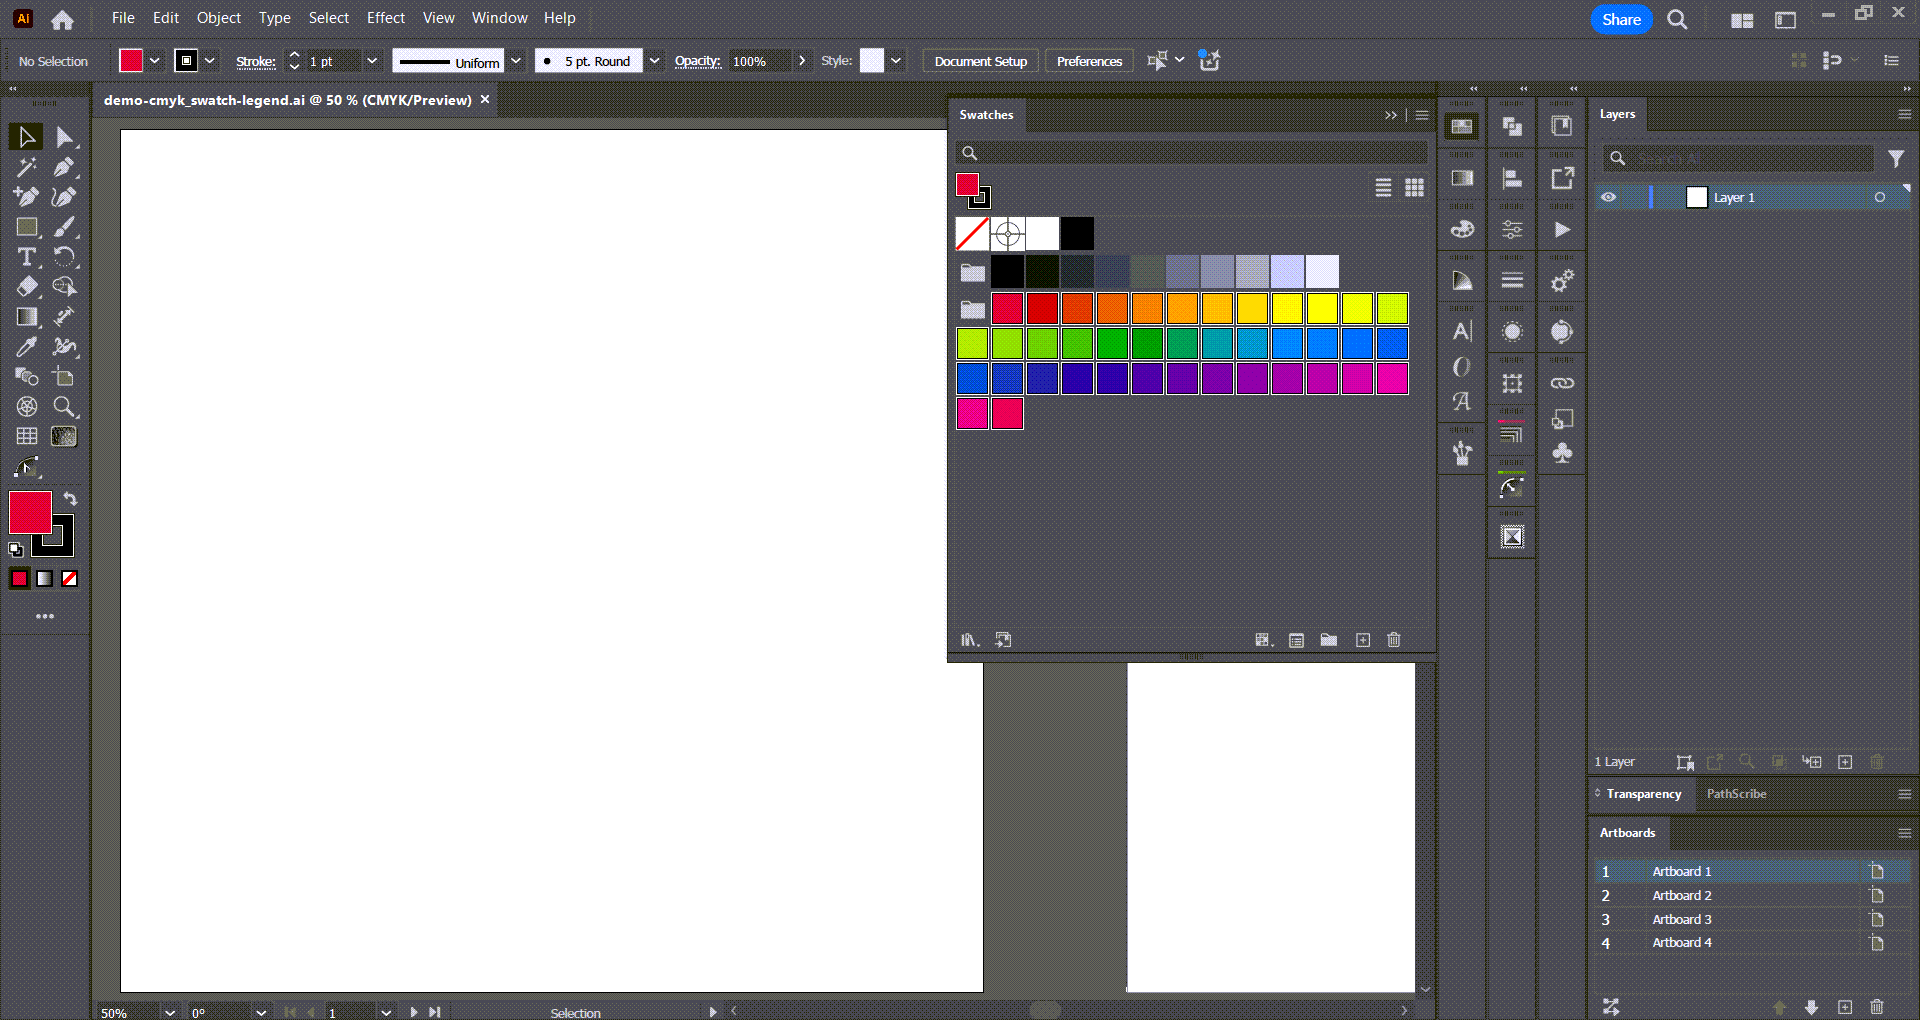 Ai File Edit Object Type Select Effect View Window Help Share
No Selection Stroke: 1 pt Uniform 5 pt. Round Opacity: 100% Style: Document Setup Preferences
demo-cmyk_swatch-legend.ai @ 50 % (CMYK/Preview)
Swatches
Layers
Search All
Layer 1
1 Layer
Transparency PathScribe
Artboards
1 Artboard 1
2 Artboard 2
3 Artboard 3
4 Artboard 4
50% 0° 1 Selection